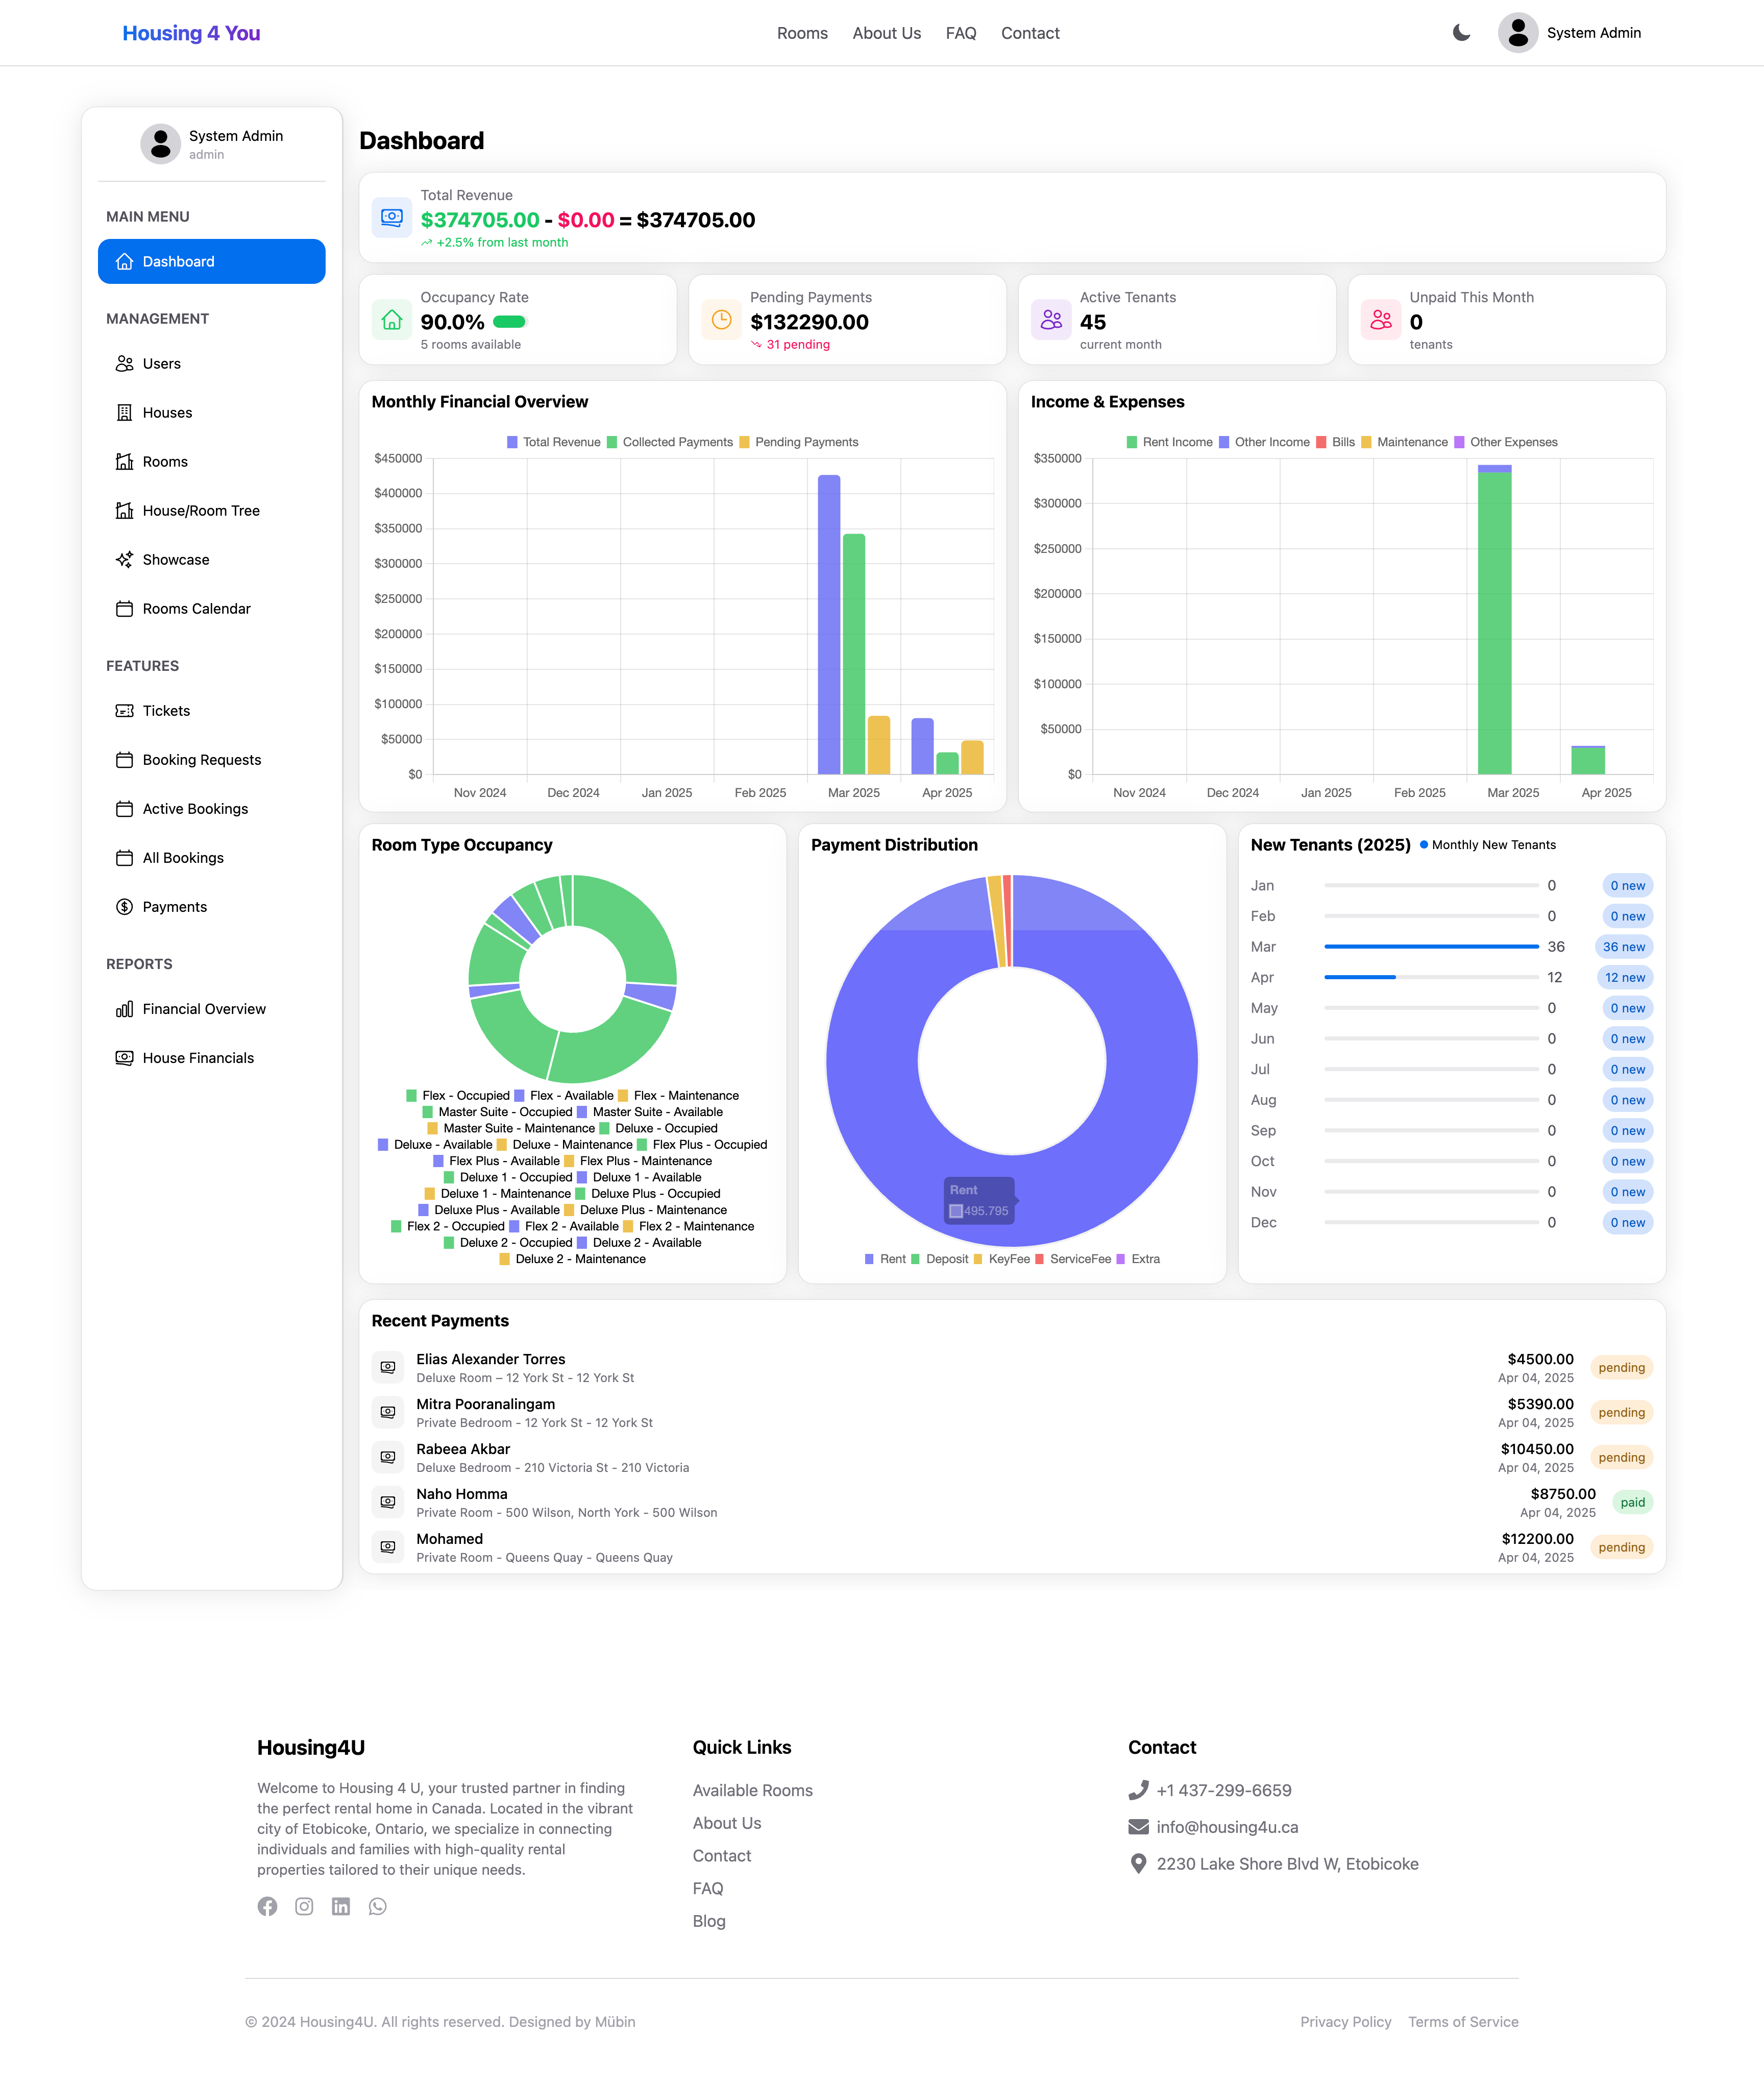 Housing 4 You
Rooms About Us FAQ Contact
System Admin
System Admin
admin
MAIN MENU
Dashboard
MANAGEMENT
Users
Houses
Rooms
House/Room Tree
Showcase
Rooms Calendar
FEATURES
Tickets
Booking Requests
Active Bookings
All Bookings
Payments
REPORTS
Financial Overview
House Financials
Dashboard
Total Revenue
$374705.00 - $0.00 = $374705.00
+2.5% from last month
Occupancy Rate
90.0%
5 rooms available
Pending Payments
$132290.00
31 pending
Active Tenants
45
current month
Unpaid This Month
0
tenants
Monthly Financial Overview
Total Revenue Collected Payments Pending Payments
$450000
$400000
$350000
$300000
$250000
$200000
$150000
$100000
$50000
$0
Nov 2024 Dec 2024 Jan 2025 Feb 2025 Mar 2025 Apr 2025
Income & Expenses
Rent Income Other Income Bills Maintenance Other Expenses
$350000
$300000
$250000
$200000
$150000
$100000
$50000
$0
Nov 2024 Dec 2024 Jan 2025 Feb 2025 Mar 2025 Apr 2025
Room Type Occupancy
Flex - Occupied Flex - Available Flex - Maintenance
Master Suite - Occupied Master Suite - Available
Master Suite - Maintenance Deluxe - Occupied
Deluxe - Available Deluxe - Maintenance Flex Plus - Occupied
Flex Plus - Available Flex Plus - Maintenance
Deluxe 1 - Occupied Deluxe 1 - Available
Deluxe 1 - Maintenance Deluxe Plus - Occupied
Deluxe Plus - Available Deluxe Plus - Maintenance
Flex 2 - Occupied Flex 2 - Available Flex 2 - Maintenance
Deluxe 2 - Occupied Deluxe 2 - Available
Deluxe 2 - Maintenance
Payment Distribution
Rent
495.795
Rent Deposit KeyFee ServiceFee Extra
New Tenants (2025) Monthly New Tenants
Jan 0 0 new
Feb 0 0 new
Mar 36 36 new
Apr 12 12 new
May 0 0 new
Jun 0 0 new
Jul 0 0 new
Aug 0 0 new
Sep 0 0 new
Oct 0 0 new
Nov 0 0 new
Dec 0 0 new
Recent Payments
Elias Alexander Torres $4500.00
Deluxe Room – 12 York St - 12 York St Apr 04, 2025 pending
Mitra Pooranalingam $5390.00
Private Bedroom - 12 York St - 12 York St Apr 04, 2025 pending
Rabeea Akbar $10450.00
Deluxe Bedroom - 210 Victoria St - 210 Victoria Apr 04, 2025 pending
Naho Homma $8750.00
Private Room - 500 Wilson, North York - 500 Wilson Apr 04, 2025 paid
Mohamed $12200.00
Private Room - Queens Quay - Queens Quay Apr 04, 2025 pending
Housing4U
Welcome to Housing 4 U, your trusted partner in finding
the perfect rental home in Canada. Located in the vibrant
city of Etobicoke, Ontario, we specialize in connecting
individuals and families with high-quality rental
properties tailored to their unique needs.
Quick Links
Available Rooms
About Us
Contact
FAQ
Blog
Contact
+1 437-299-6659
info@housing4u.ca
2230 Lake Shore Blvd W, Etobicoke
© 2024 Housing4U. All rights reserved. Designed by Mübin
Privacy Policy Terms of Service